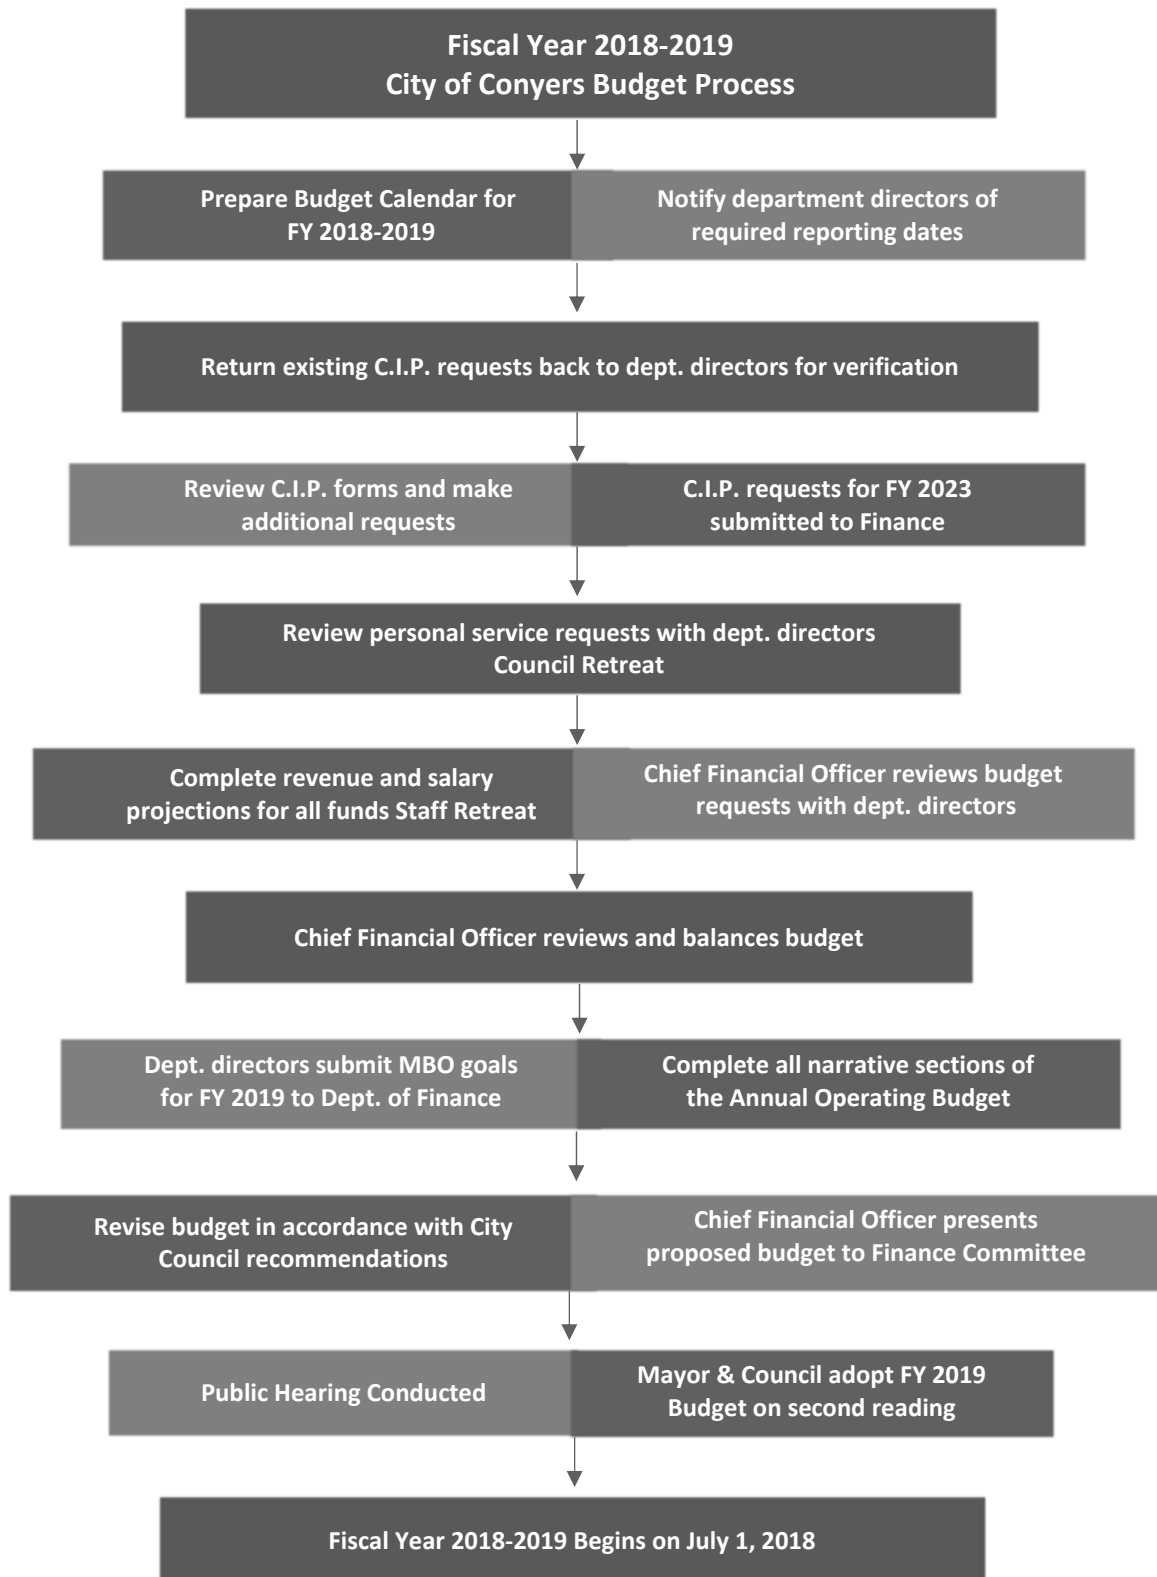 Fiscal Year 2018-2019
City of Conyers Budget Process
Prepare Budget Calendar for
FY 2018-2019
Notify department directors of
required reporting dates
Return existing C.I.P. requests back to dept. directors for verification
Review C.I.P. forms and make
additional requests
C.I.P. requests for FY 2023
submitted to Finance
Review personal service requests with dept. directors
Council Retreat
Complete revenue and salary
projections for all funds Staff Retreat
Chief Financial Officer reviews budget
requests with dept. directors
Chief Financial Officer reviews and balances budget
Dept. directors submit MBO goals
for FY 2019 to Dept. of Finance
Complete all narrative sections of
the Annual Operating Budget
Revise budget in accordance with City
Council recommendations
Chief Financial Officer presents
proposed budget to Finance Committee
Public Hearing Conducted
Mayor & Council adopt FY 2019
Budget on second reading
Fiscal Year 2018-2019 Begins on July 1, 2018